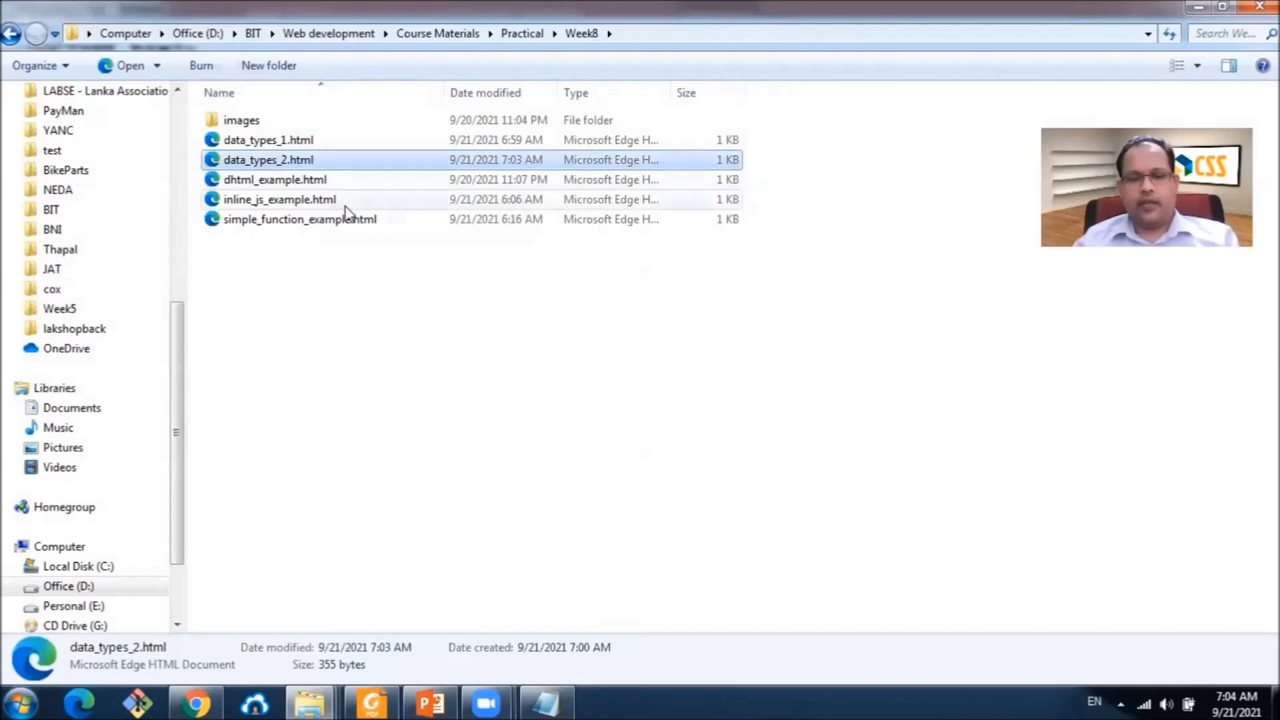 Computer Office (D:) BIT Web development Course Materials Practical Week8 Search We...
Organize Open Burn New folder
Name Date modified Type Size
images 9/20/2021 11:04 PM File folder
data_types_1.html 9/21/2021 6:59 AM Microsoft Edge H... 1 KB
data_types_2.html 9/21/2021 7:03 AM Microsoft Edge H... 1 KB
dhtml_example.html 9/20/2021 11:07 PM Microsoft Edge H... 1 KB
inline_js_example.html 9/21/2021 6:06 AM Microsoft Edge H... 1 KB
simple_function_example.html 9/21/2021 6:16 AM Microsoft Edge H... 1 KB
LABSE - Lanka Associatio
PayMan
YANC
test
BikeParts
NEDA
BIT
BNI
Thapal
JAT
cox
Week5
lakshopback
OneDrive
Libraries
Documents
Music
Pictures
Videos
Homegroup
Computer
Local Disk (C:)
Office (D:)
Personal (E:)
CD Drive (G:)
CSS
data_types_2.html Date modified: 9/21/2021 7:03 AM Date created: 9/21/2021 7:00 AM
Microsoft Edge HTML Document Size: 355 bytes
EN 7:04 AM
9/21/2021